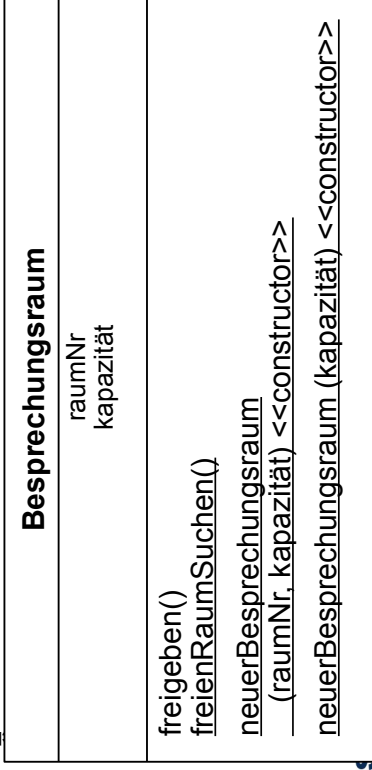 Besprechungsraum
raumNr
kapazität
freigeben()
freienRaumSuchen()
neuerBesprechungsraum
(raumNr, kapazität) <<constructor>>
neuerBesprechungsraum (kapazität) <<constructor>>